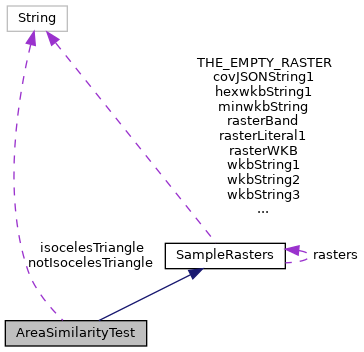 String
THE_EMPTY_RASTER
covJSONString1
hexwkbString1
minwkbString
rasterBand
rasterLiteral1
rasterWKB
wkbString1
wkbString2
wkbString3
...
isocelesTriangle
notIsocelesTriangle
SampleRasters
rasters
AreaSimilarityTest